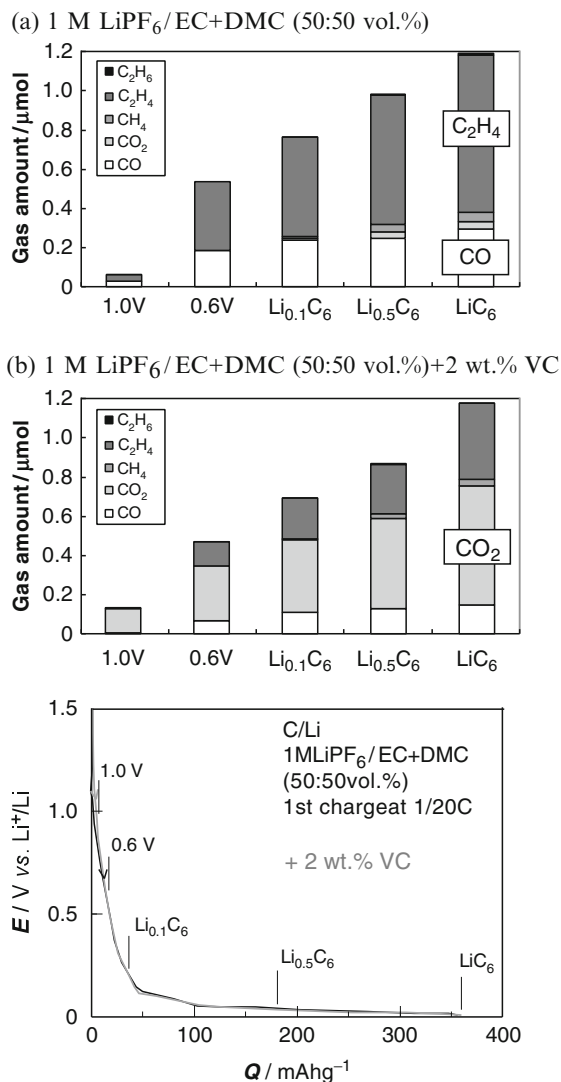 (a) 1 M LiPF6/EC+DMC (50:50 vol.%)
Gas amount/μmol
1.2
1.0
0.8
0.6
0.4
0.2
0
C2H6
C2H4
CH4
CO2
CO
C2H4
CO
1.0V 0.6V Li0.1C6 Li0.5C6 LiC6
(b) 1 M LiPF6/EC+DMC (50:50 vol.%)+2 wt.% VC
Gas amount/μmol
1.2
1.0
0.8
0.6
0.4
0.2
0
C2H6
C2H4
CH4
CO2
CO
CO2
1.0V 0.6V Li0.1C6 Li0.5C6 LiC6
E / V vs. Li+/Li
1.5
1.0
0.5
0
C/Li
1MLiPF6/EC+DMC
(50:50vol.%)
1st chargeat 1/20C
+ 2 wt.% VC
1.0 V
0.6 V
Li0.1C6
Li0.5C6
LiC6
0 100 200 300 400
Q / mAhg−1